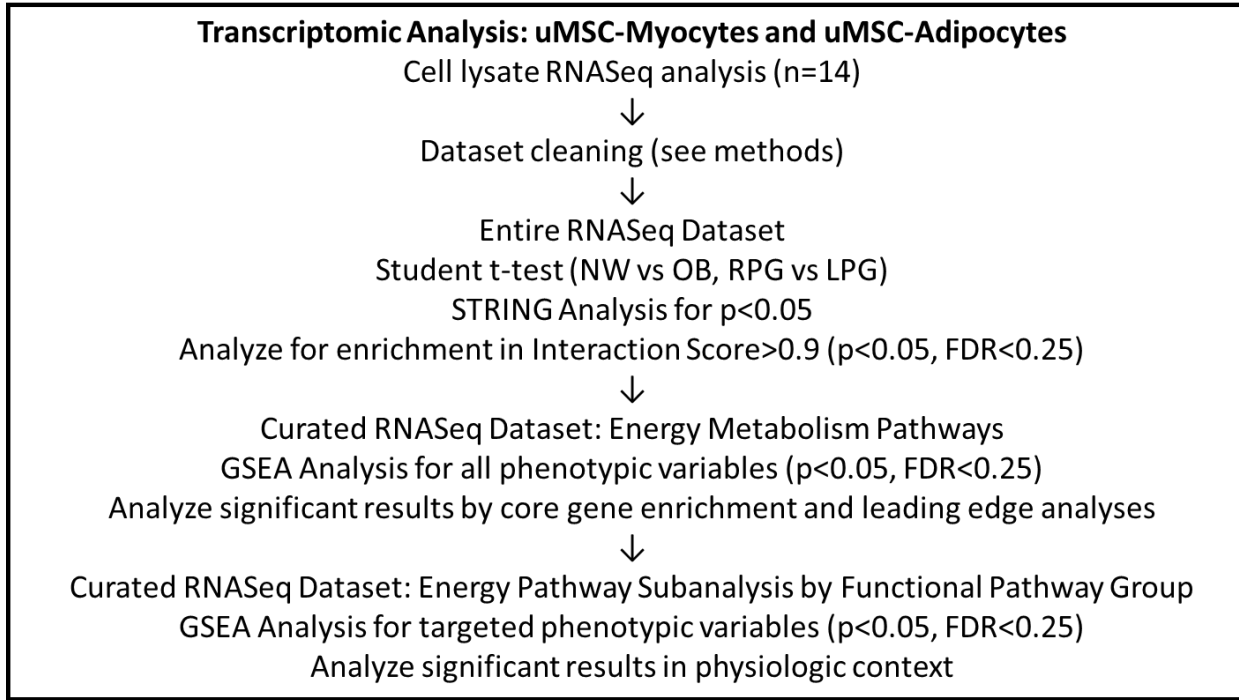 Transcriptomic Analysis: uMSC-Myocytes and uMSC-Adipocytes
Cell lysate RNASeq analysis (n=14)
↓
Dataset cleaning (see methods)
↓
Entire RNASeq Dataset
Student t-test (NW vs OB, RPG vs LPG)
STRING Analysis for p<0.05
Analyze for enrichment in Interaction Score>0.9 (p<0.05, FDR<0.25)
↓
Curated RNASeq Dataset: Energy Metabolism Pathways
GSEA Analysis for all phenotypic variables (p<0.05, FDR<0.25)
Analyze significant results by core gene enrichment and leading edge analyses
↓
Curated RNASeq Dataset: Energy Pathway Subanalysis by Functional Pathway Group
GSEA Analysis for targeted phenotypic variables (p<0.05, FDR<0.25)
Analyze significant results in physiologic context